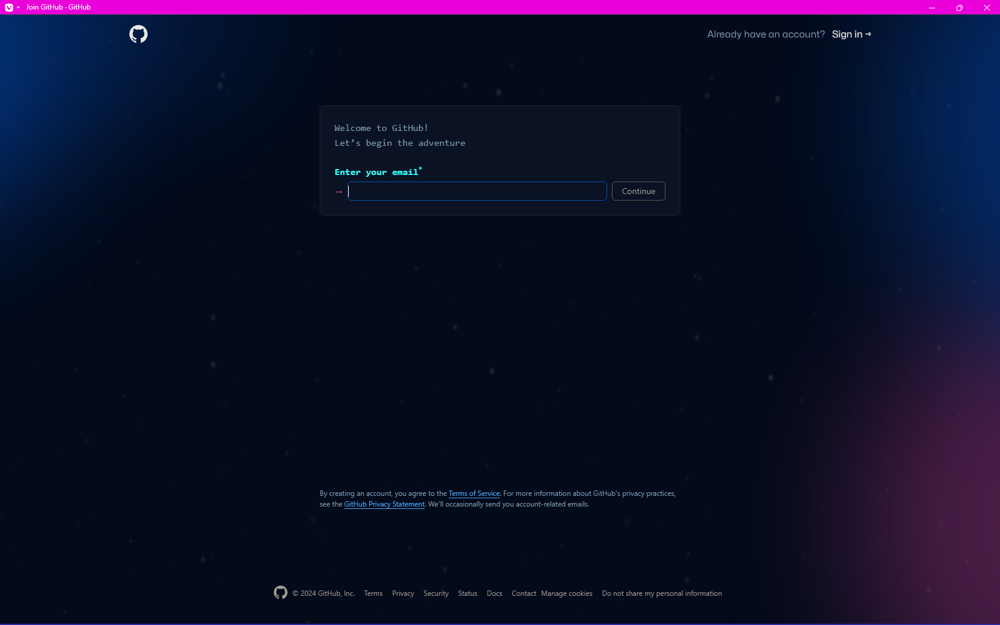 Join GitHub · GitHub
Already have an account? Sign in →
Welcome to GitHub!
Let’s begin the adventure
Enter your email*
→ Continue
By creating an account, you agree to the Terms of Service. For more information about GitHub's privacy practices,
see the GitHub Privacy Statement. We'll occasionally send you account-related emails.
© 2024 GitHub, Inc. Terms Privacy Security Status Docs Contact Manage cookies Do not share my personal information